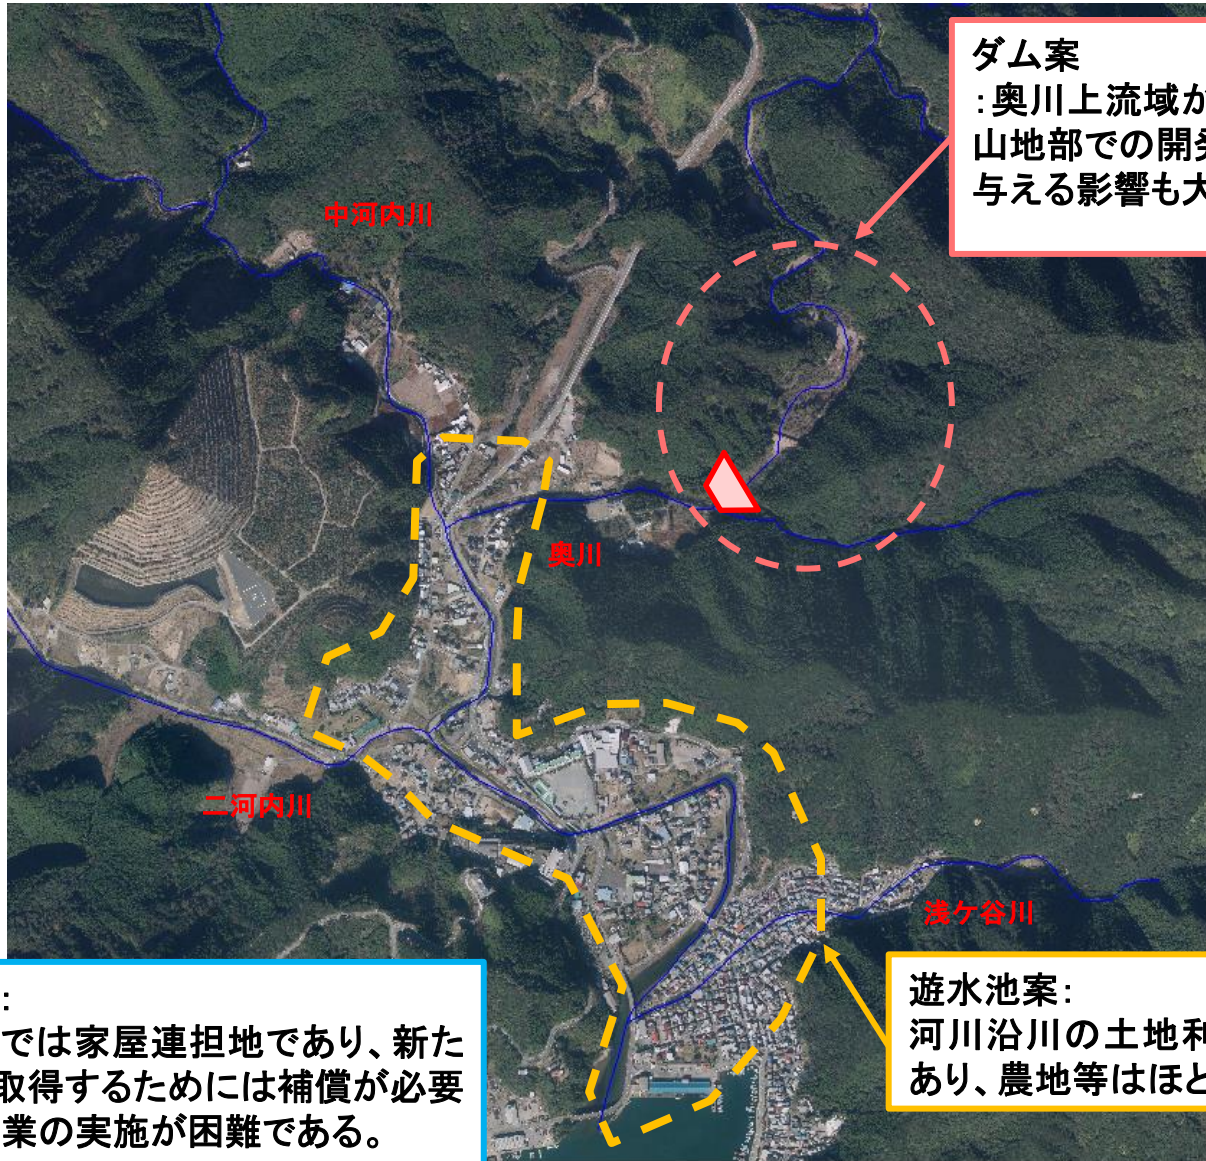 ダム案
：奥川上流域が
山地部での開発
与える影響も大
中河内川
奥川
二河内川
浅ケ谷川
：
では家屋連担地であり、新た
取得するためには補償が必要
業の実施が困難である。
遊水池案：
河川沿川の土地利
あり、農地等はほと